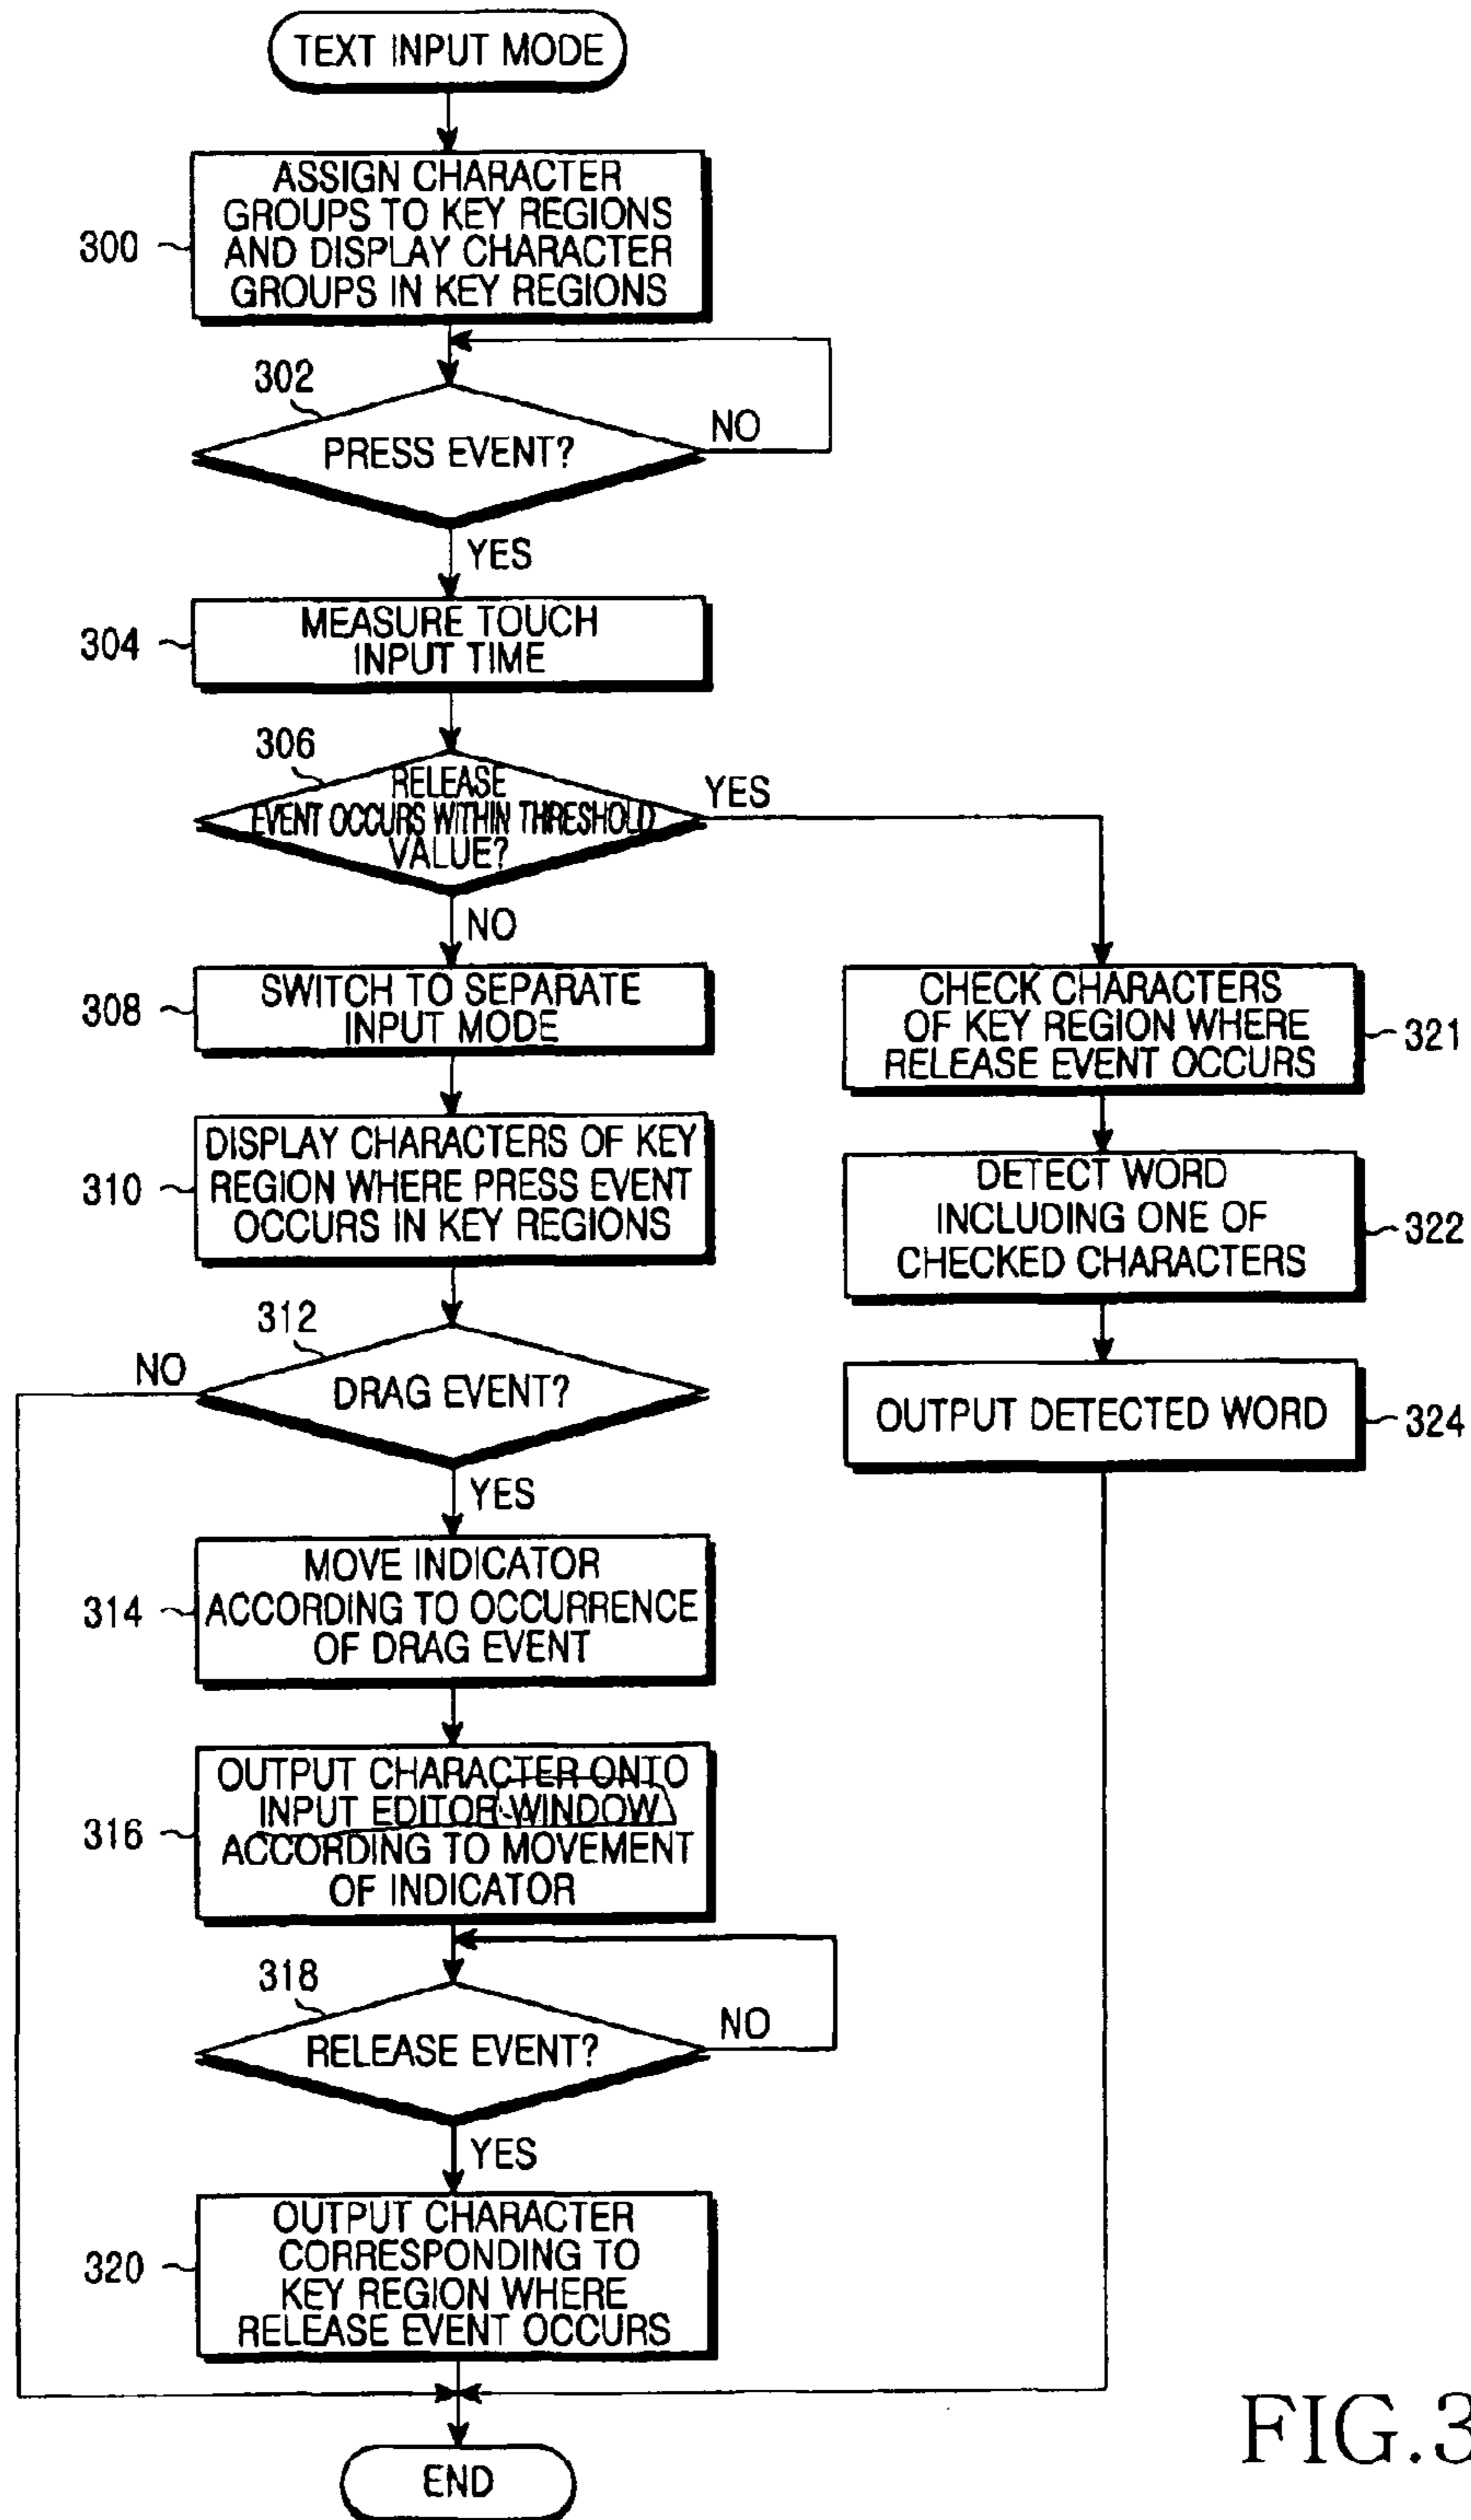 TEXT INPUT MODE
ASSIGN CHARACTER
GROUPS TO KEY REGIONS
AND DISPLAY CHARACTER
GROUPS IN KEY REGIONS
300
302
PRESS EVENT?
NO
YES
304
MEASURE TOUCH
INPUT TIME
306
RELEASE
EVENT OCCURS WITHIN THRESHOLD
VALUE?
YES
NO
308
SWITCH TO SEPARATE
INPUT MODE
CHECK CHARACTERS
OF KEY REGION WHERE
RELEASE EVENT OCCURS
321
310
DISPLAY CHARACTERS OF KEY
REGION WHERE PRESS EVENT
OCCURS IN KEY REGIONS
DETECT WORD
INCLUDING ONE OF
CHECKED CHARACTERS
322
312
NO
DRAG EVENT?
YES
OUTPUT DETECTED WORD
324
314
MOVE INDICATOR
ACCORDING TO OCCURRENCE
OF DRAG EVENT
316
OUTPUT CHARACTER ONTO
INPUT EDITOR WINDOW
ACCORDING TO MOVEMENT
OF INDICATOR
318
RELEASE EVENT?
NO
YES
320
OUTPUT CHARACTER
CORRESPONDING TO
KEY REGION WHERE
RELEASE EVENT OCCURS
END
FIG.3